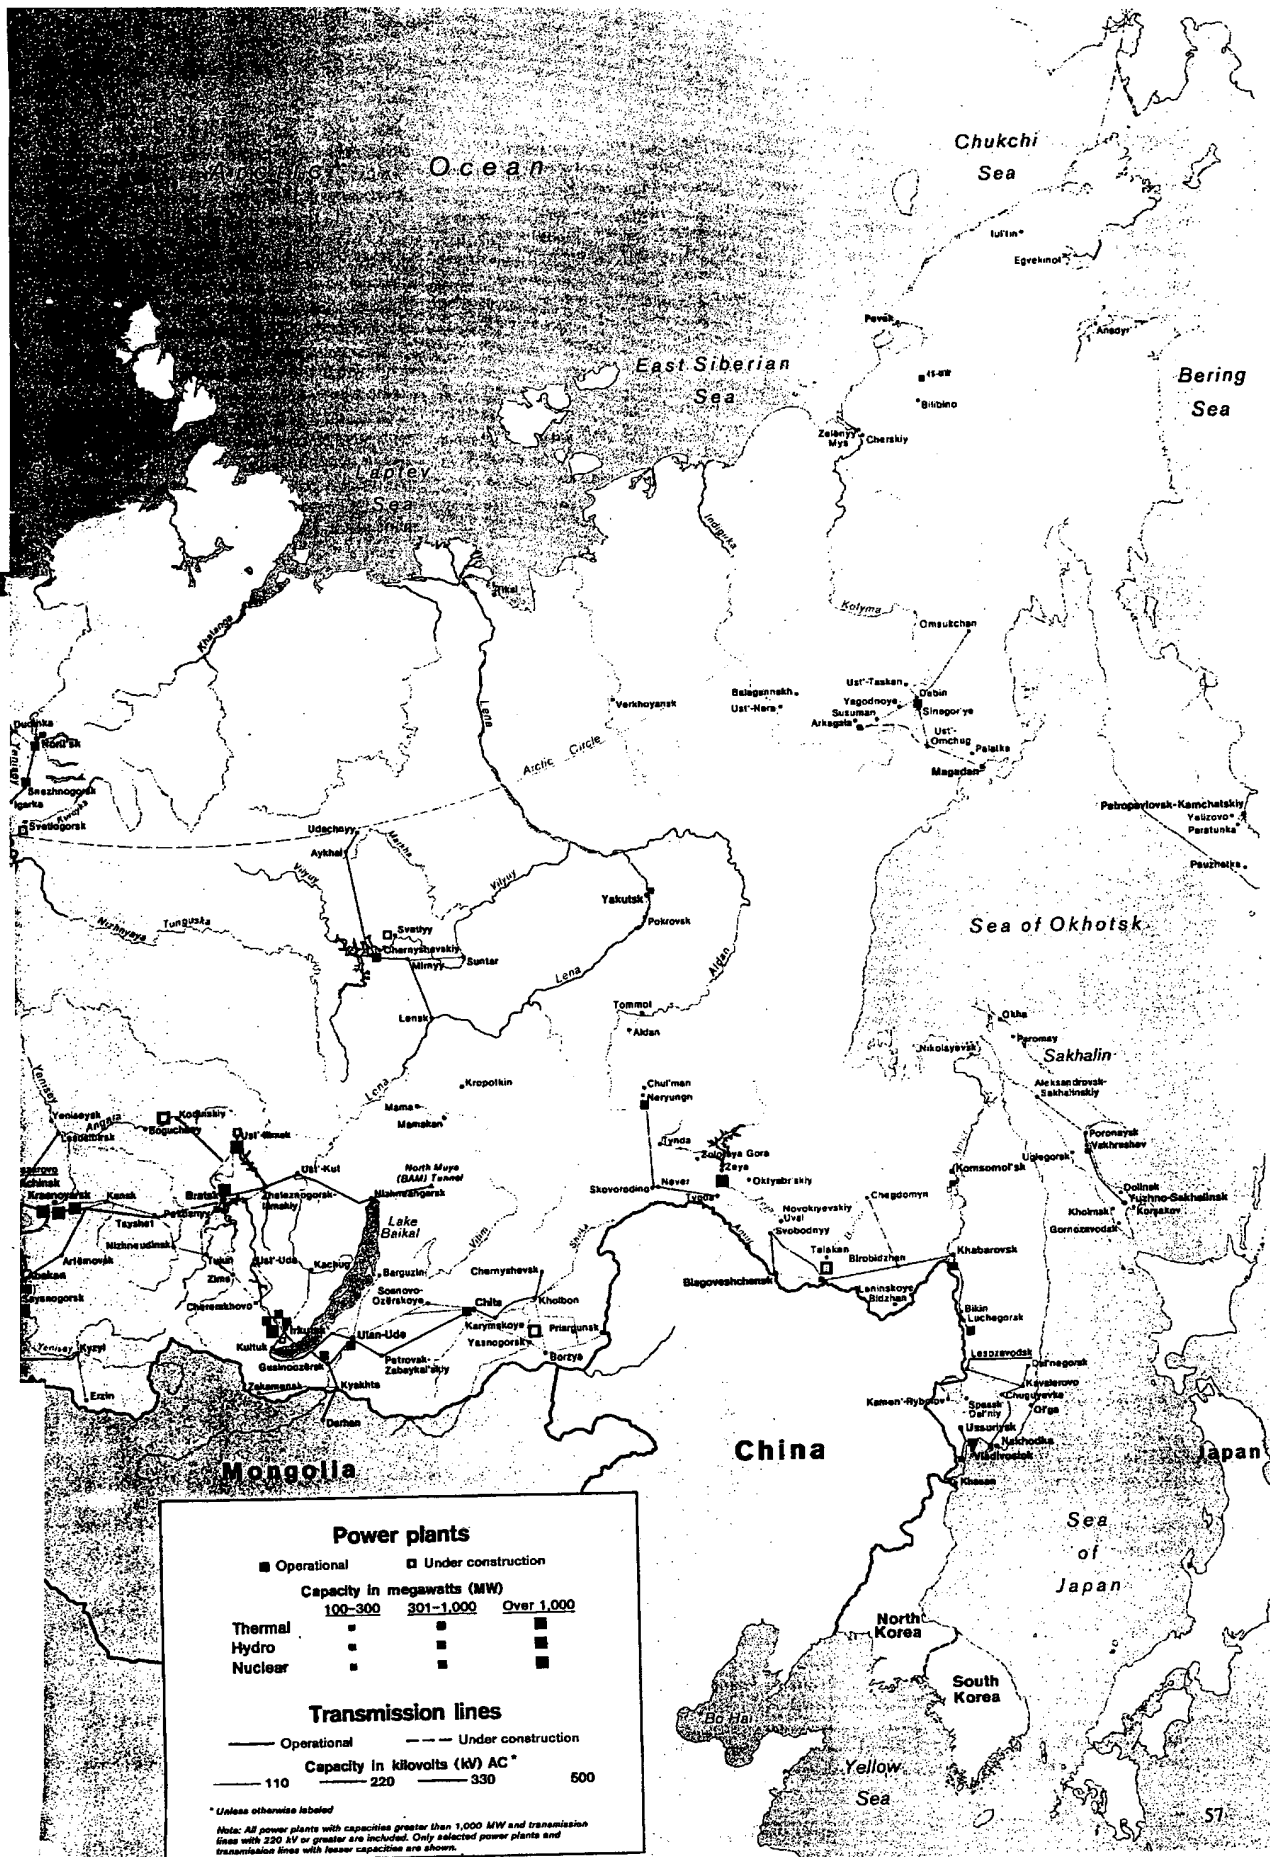 Ocean
Chukchi
Sea
Iul'tin
Egvekinot
Pevek
Anadyr'
East Siberian
Sea
Bering
Sea
Bilibino
Zelënyy
Mys
Cherskiy
Laptev
Sea
Indigirka
Tiksi
Khatanga
Kolyma
Omsukchan
Lena
Verkhoyansk
Balagannakh
Ust'-Nera
Ust'-Taskan
Debin
Yagodnoye
Sinegor'ye
Susuman
Arkagala
Ust'-
Omchug
Palatka
Magadan
Dudinka
Noril'sk
Yenisey
Snezhnogorsk
Igarka
Kureyka
Svetlogorsk
Arctic Circle
Petropavlovsk-Kamchatskiy
Yelizovo
Paratunka
Pauzhetka
Udachnyy
Markha
Aykhal
Vilyuy
Vilyuy
Yakutsk
Pokrovsk
Nizhnyaya Tunguska
Svetlyy
Chernyshevskiy
Mirnyy
Suntar
Lena
Aldan
Sea of Okhotsk
Lensk
Tommot
Aldan
Okha
Paromay
Nikolayevsk
Sakhalin
Yenisey
Lena
Kropotkin
Chul'man
Neryungri
Aleksandrovsk-
Sakhalinskiy
Yeniseysk
Angara
Kodinskiy
Lesosibirsk
Boguchany
Ust'-Ilimsk
Mama
Mamakan
Tynda
Zolotaya Gora
Zeya
Poronaysk
Vakhrushev
Uglegorsk
Ust'-Kut
North Muya
(BAM) Tunnel
Komsomol'sk
Krasnoyarsk
Kansk
Bratsk
Zheleznogorsk-
Ilimskiy
Nizhneangarsk
Skovorodino
Never
Oktyabr'skiy
Chegdomyn
Dolinsk
Yuzhno-Sakhalinsk
Kholmsk
Korsakov
Gornozavodsk
Tayshet
Lake
Baikal
Novokiyevskiy
Uval
Svobodnyy
Amur
Nizhneudinsk
Vitim
Shilka
Artëmovsk
Tulun
Ust'-Uda
Zima
Kachug
Barguzin
Chernyshevsk
Talakan
Birobidzhan
Khabarovsk
Abakan
Sosnovo-
Ozërskoye
Blagoveshchensk
Leninskoye
Bidzhan
Sayanogorsk
Cheremkhovo
Chita
Kholbon
Bikin
Luchegorsk
Irkutsk
Karymskoye
Priargunsk
Yenisey
Kyzyl
Kultuk
Ulan-Ude
Yasnogorsk
Gusinoozërsk
Petrovsk-
Zabaykal'skiy
Borzya
Lesozavodsk
Dal'negorsk
Erzin
Zakamensk
Kyakhta
Kavalerovo
Chuguyevka
Kamen'-Rybolov
Spassk
Dal'niy
Ol'ga
Darhan
Ussuriysk
Nakhodka
Vladivostok
Khasan
Mongolia
China
Japan
Sea
of
Japan
Power plants
Operational
Under construction
Capacity in megawatts (MW)
100-300 301-1,000 Over 1,000
Thermal
Hydro
Nuclear
Transmission lines
Operational
Under construction
Capacity in kilovolts (kV) AC*
110 220 330 500
* Unless otherwise labeled
Note: All power plants with capacities greater than 1,000 MW and transmission
lines with 220 kV or greater are included. Only selected power plants and
transmission lines with lesser capacities are shown.
North
Korea
South
Korea
Bo Hai
Yellow
Sea
57